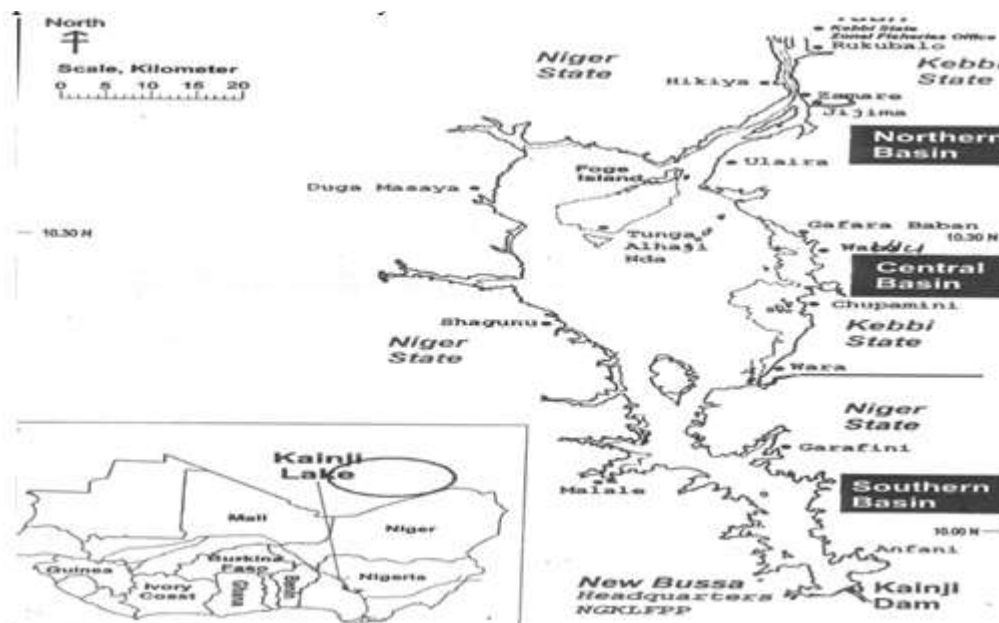 North
Scale, Kilometer
0 5 10 15 20
Niger
State
Kebbi State
Zonal Fisheries Office
Rukubalo
Kebbi
State
Hikiya
Zamare
Jijima
Northern
Basin
Ulaira
Foge
Island
Duga Masaya
10.30 N
Tunga
Alhaji
Nda
Gafara Baban
10.30 N
Central
Basin
Chupamini
Shagunu
Niger
State
Kebbi
State
Wara
Niger
State
Garafini
Malale
Southern
Basin
10.00 N
Anfani
New Bussa
Headquarters
NGKLFPP
Kainji
Dam
Kainji
Lake
Mali
Niger
Burkina
Faso
Guinea
Ivory
Coast
Ghana
Benin
Nigeria